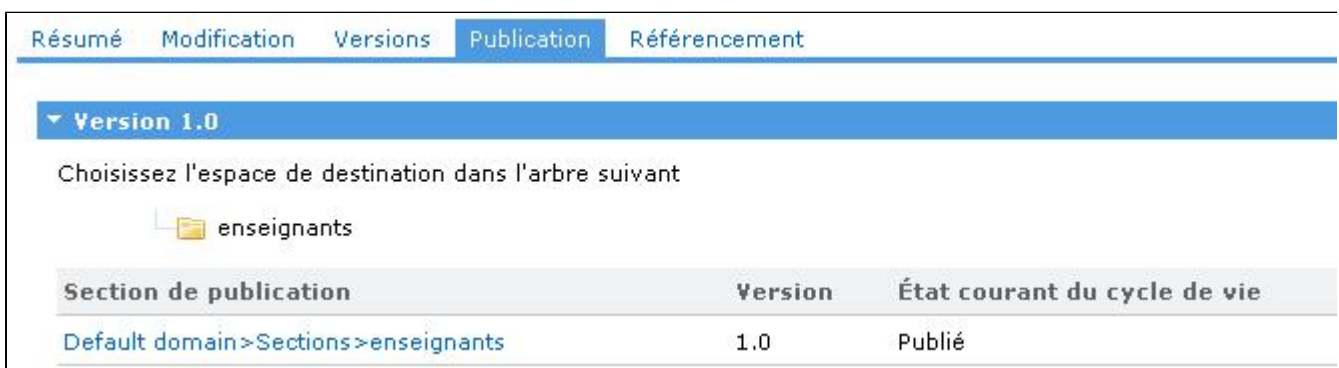 Résumé Modification Versions Publication Référencement
Version 1.0
Choisissez l'espace de destination dans l'arbre suivant
enseignants
Section de publication Version État courant du cycle de vie
Default domain>Sections>enseignants 1.0 Publié